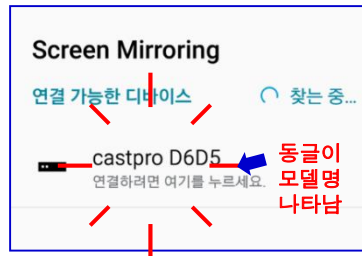 Screen Mirroring
연결 가능한 디바이스 찾는 중...
castpro D6D5
연결하려면 여기를 누르세요.
동글이
모델명
나타남